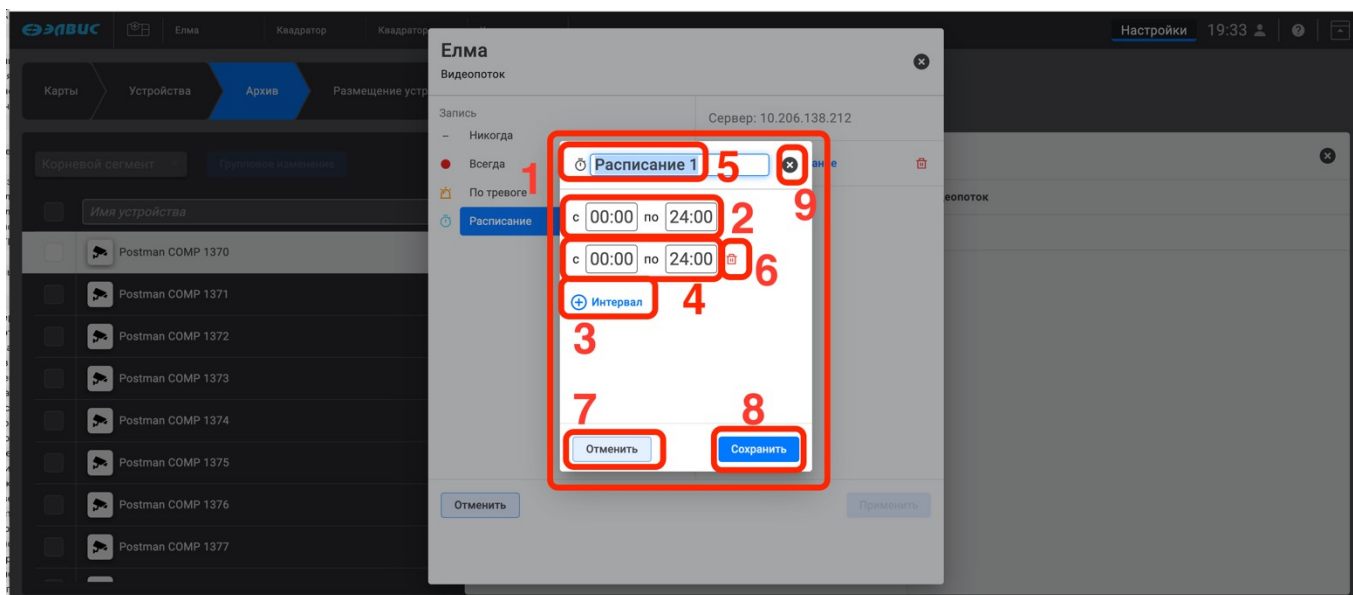 ЭЛВИС Елма Квадратор Квадратор Настройки 19:33
Карты Устройства Архив Размещение устр
Корневой сегмент Групповое изменение
Имя устройства
Postman COMP 1370
Postman COMP 1371
Postman COMP 1372
Postman COMP 1373
Postman COMP 1374
Postman COMP 1375
Postman COMP 1376
Postman COMP 1377
Елма
Видеопоток
Запись
Никогда
Всегда
По тревоге
Расписание
Сервер: 10.206.138.212
1
Расписание 1 5
9
с 00:00 по 24:00 2
с 00:00 по 24:00 6
Интервал 4
3
7 8
Отменить Сохранить
Отменить Применить
еопоток